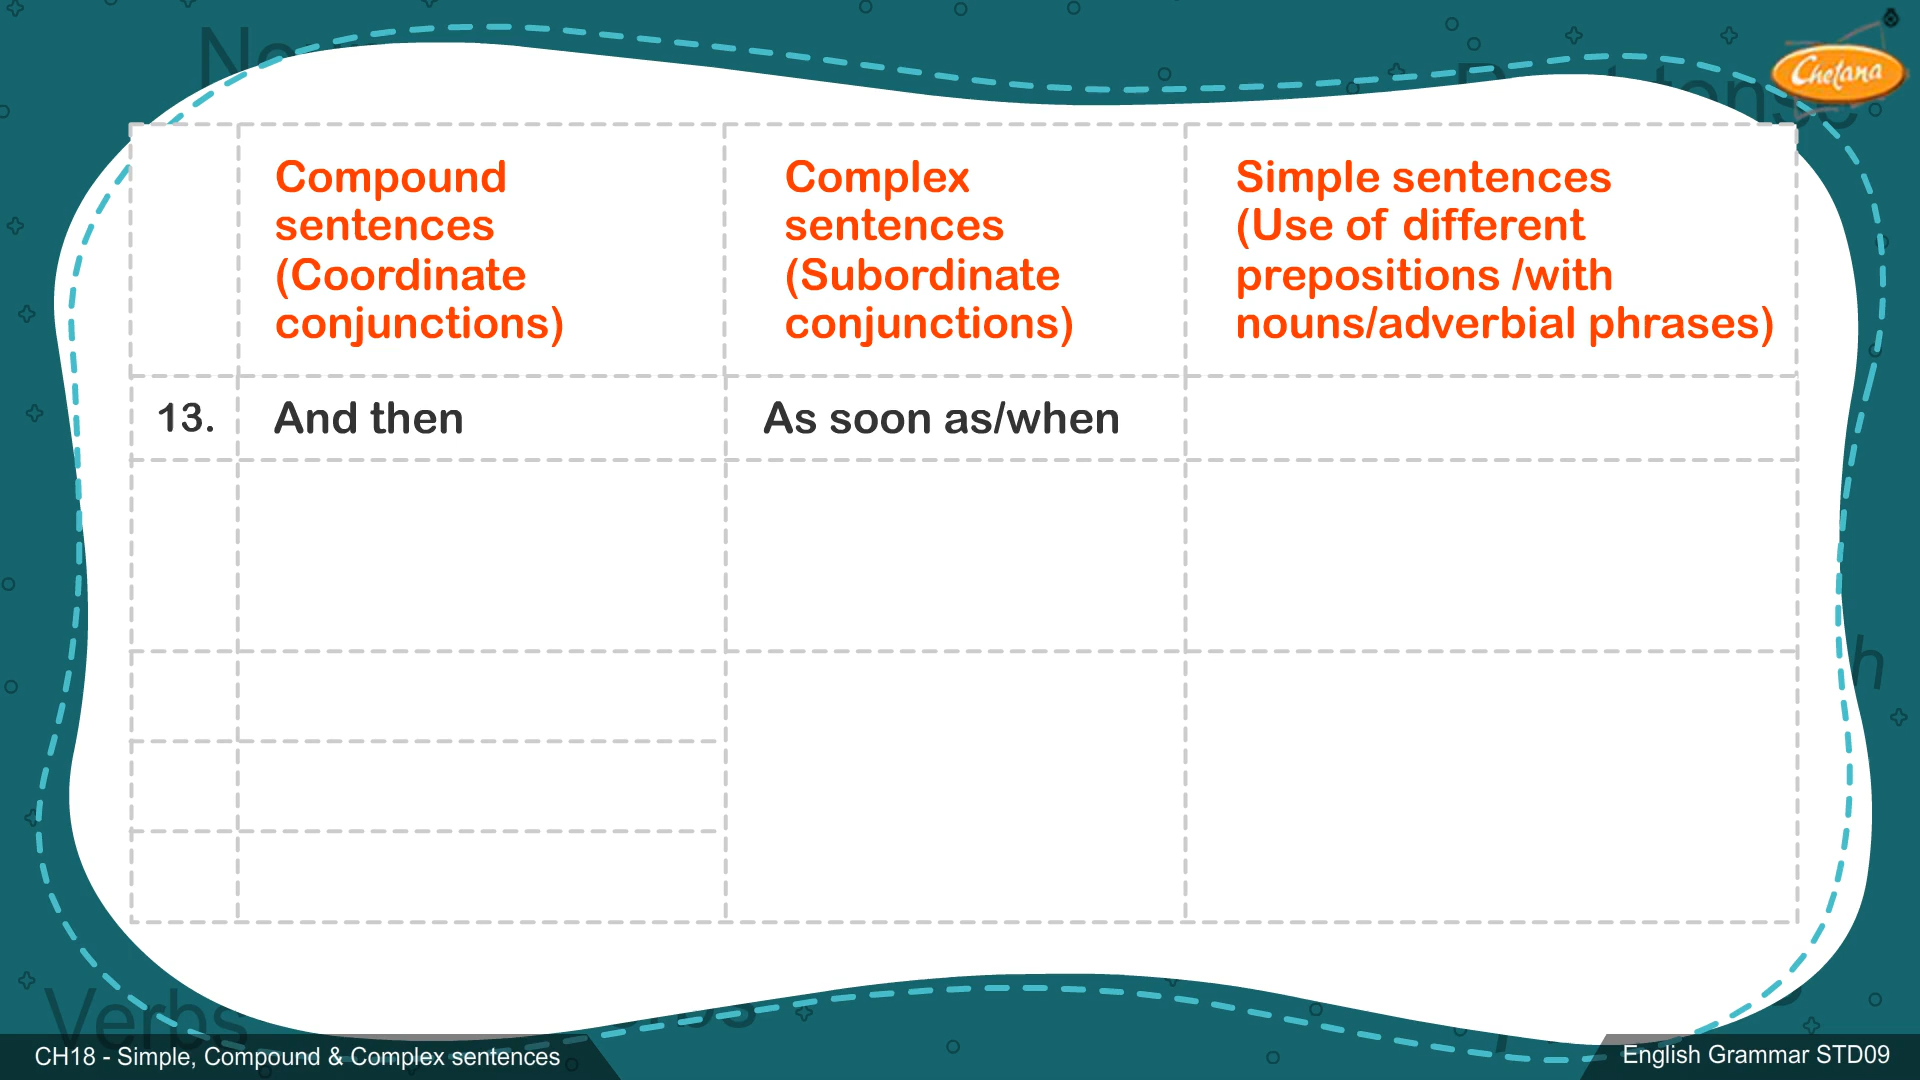 Chetana
Compound
sentences
(Coordinate
conjunctions)
Complex
sentences
(Subordinate
conjunctions)
Simple sentences
(Use of different
prepositions /with
nouns/adverbial phrases)
13.
And then
As soon as/when
Verbs
CH18 - Simple, Compound & Complex sentences
English Grammar STD09